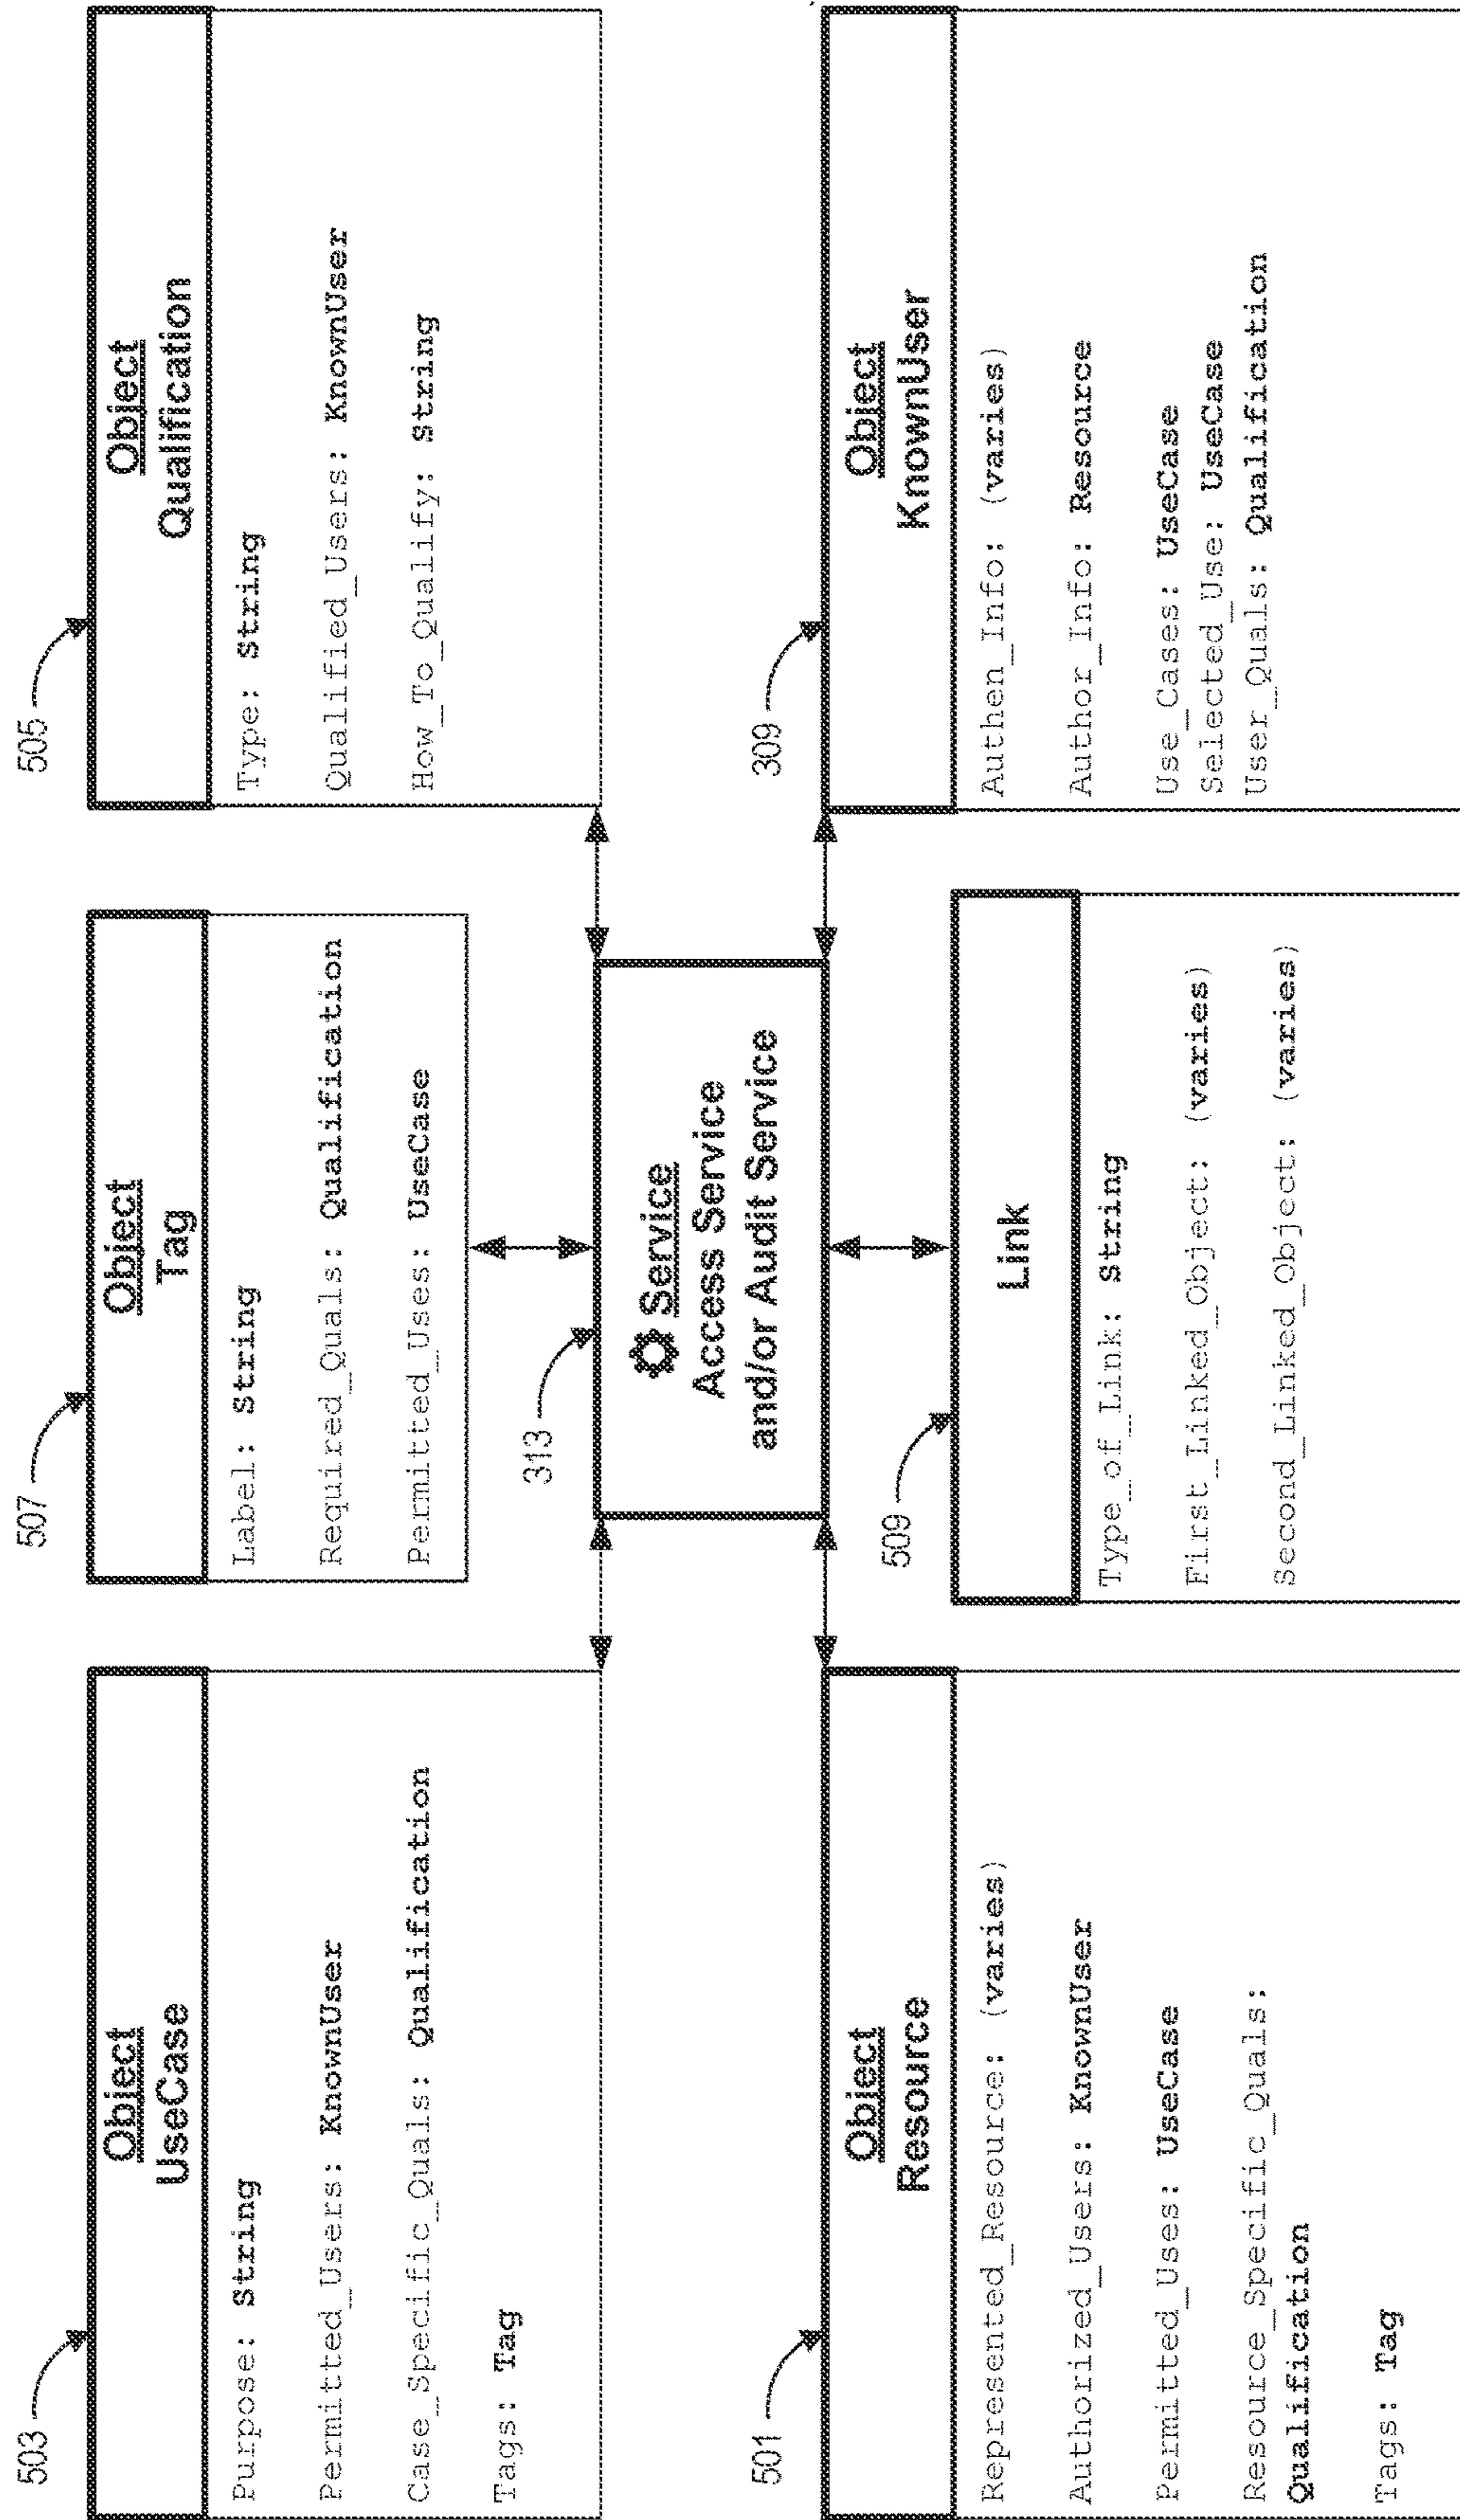 503
Object
UseCase
Purpose: String
Permitted_Users: KnownUser
Case_Specific_Quals: Qualification
Tags: Tag
507
Object
Tag
Label: String
Required_Quals: Qualification
Permitted_Uses: UseCase
505
Object
Qualification
Type: String
Qualified_Users: KnownUser
How_To_Qualify: String
313
Service
Access Service
and/or Audit Service
501
Object
Resource
Represented_Resource: (varies)
Authorized_Users: KnownUser
Permitted_Uses: UseCase
Resource_Specific_Quals:
Qualification
Tags: Tag
509
Link
Type_of_Link: String
First_Linked_Object: (varies)
Second_Linked_Object: (varies)
309
Object
KnownUser
Authen_Info: (varies)
Author_Info: Resource
Use_Cases: UseCase
Selected_Use: UseCase
User_Quals: Qualification